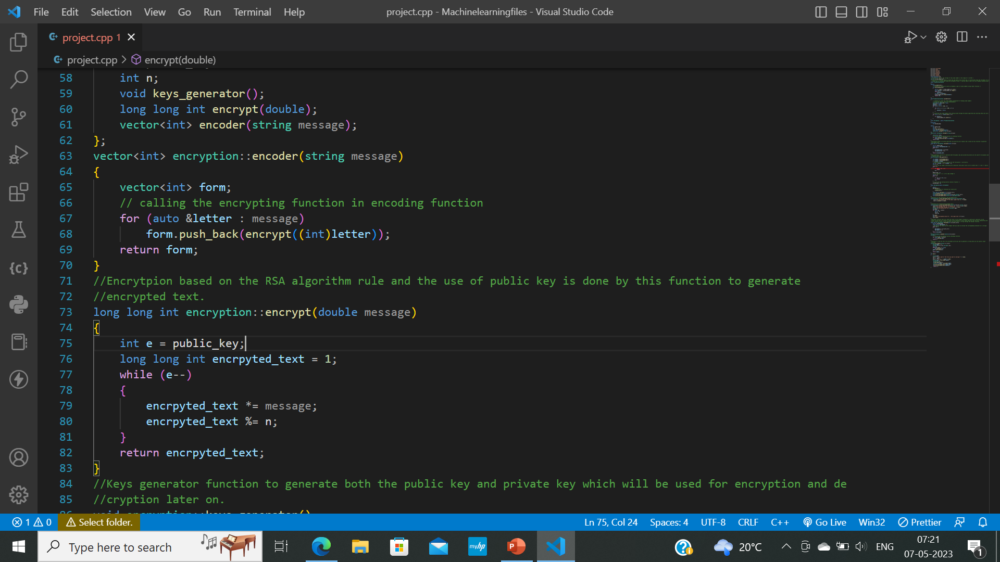 File Edit Selection View Go Run Terminal Help project.cpp - Machinelearningfiles - Visual Studio Code
project.cpp 1
project.cpp > encrypt(double)
58 int n;
59 void keys_generator();
60 long long int encrypt(double);
61 vector<int> encoder(string message);
62 };
63 vector<int> encryption::encoder(string message)
64 {
65 vector<int> form;
66 // calling the encrypting function in encoding function
67 for (auto &letter : message)
68 form.push_back(encrypt((int)letter));
69 return form;
70 }
71 //Encrytpion based on the RSA algorithm rule and the use of public key is done by this function to generate
72 //encrypted text.
73 long long int encryption::encrypt(double message)
74 {
75 int e = public_key;
76 long long int encrpyted_text = 1;
77 while (e--)
78 {
79 encrpyted_text *= message;
80 encrpyted_text %= n;
81 }
82 return encrpyted_text;
83 }
84 //Keys generator function to generate both the public key and private key which will be used for encryption and de
85 //cryption later on.
86 void encryption::keys_generator()
1 0 Select folder. Ln 75, Col 24 Spaces: 4 UTF-8 CRLF C++ Go Live Win32 Prettier
Type here to search myhp 20°C ENG 07:21
07-05-2023 1